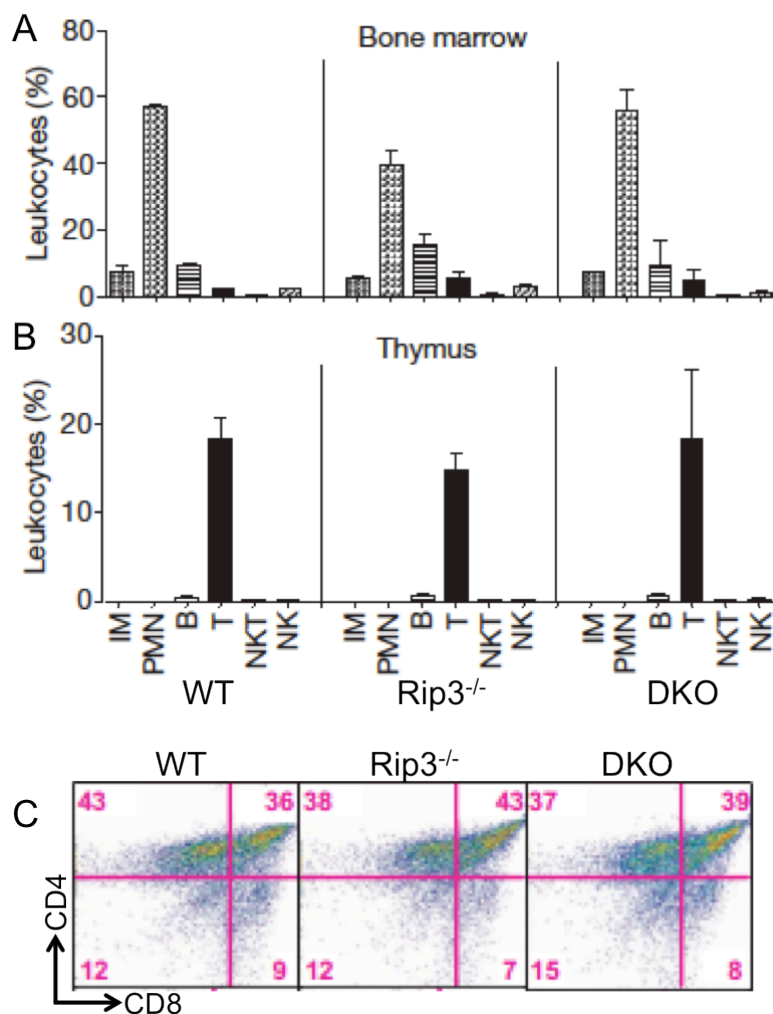 A
Bone marrow
Leukocytes (%)
80
60
40
20
0
B
Thymus
Leukocytes (%)
30
20
10
0
IM PMN B T NKT NK IM PMN B T NKT NK IM PMN B T NKT NK
WT Rip3-/- DKO
C
WT Rip3-/- DKO
43 36 38 43 37 39
12 9 12 7 15 8
CD4
CD8